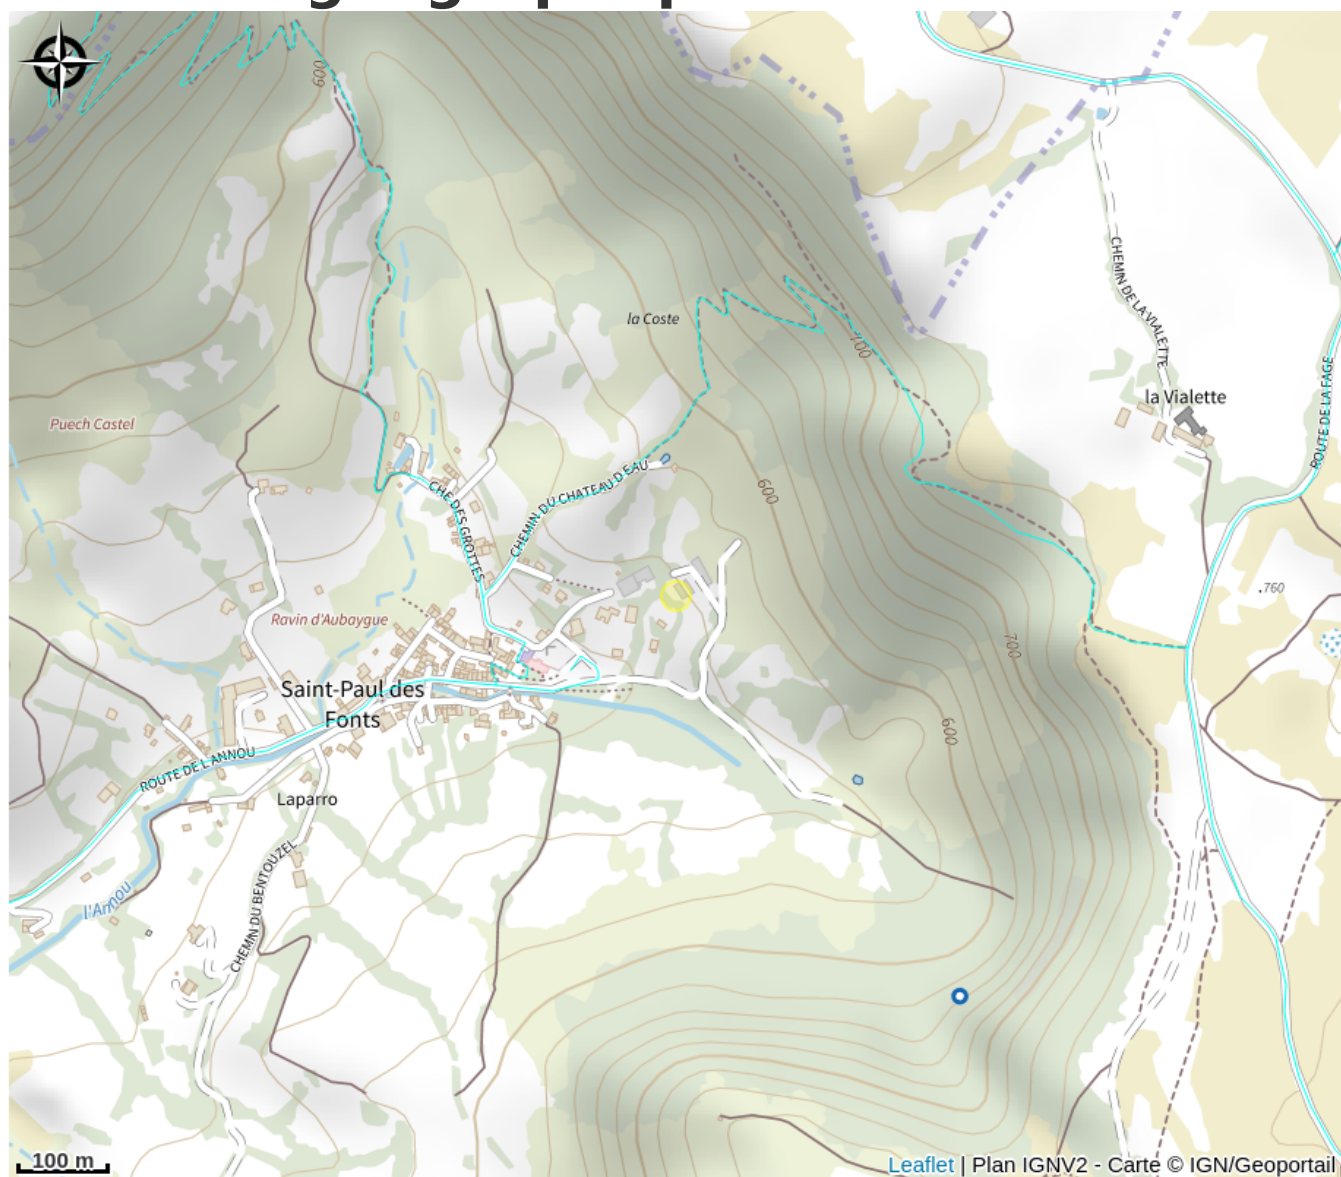 600
la Coste
700
CHEMIN DE LA VIALETTE
la Vialette
ROUTE DE LA FAGE
Puech Castel
CHE DES GROTTES
CHEMIN DU CHATEAU D EAU
600
.760
Ravin d'Aubaygue
700
Saint-Paul des
Fonts
600
ROUTE DE L ANNOU
Laparro
CHEMIN DU BENTOUZEL
l'Annou
100 m
Leaflet | Plan IGNV2 - Carte © IGN/Geoportail